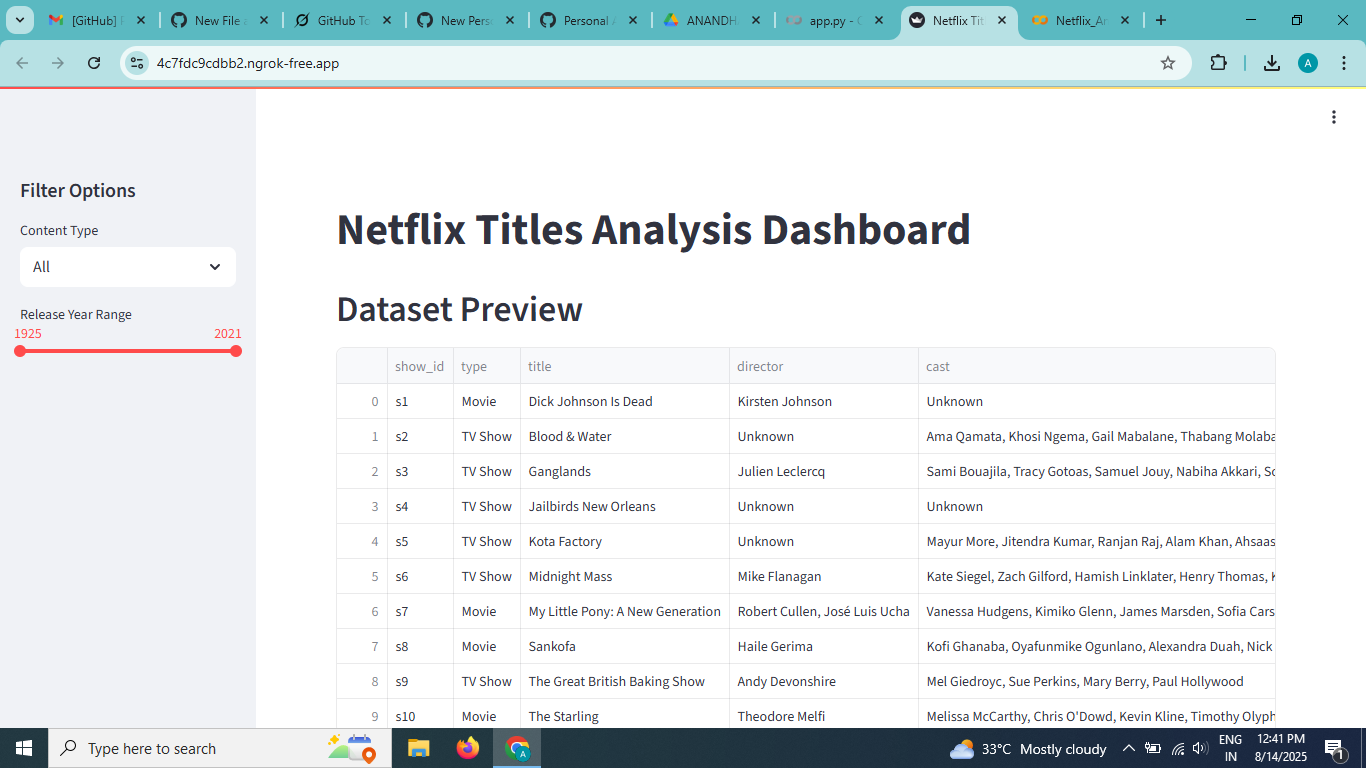 [GitHub]
New File
GitHub To
New Pers
Personal
ANANDH
app.py -
Netflix Tit
Netflix_An
4c7fdc9cdbb2.ngrok-free.app
A
Filter Options
Content Type
All
Release Year Range
1925 2021
Netflix Titles Analysis Dashboard
Dataset Preview
show_id type title director cast
0 s1 Movie Dick Johnson Is Dead Kirsten Johnson Unknown
1 s2 TV Show Blood & Water Unknown Ama Qamata, Khosi Ngema, Gail Mabalane, Thabang Molaba
2 s3 TV Show Ganglands Julien Leclercq Sami Bouajila, Tracy Gotoas, Samuel Jouy, Nabiha Akkari, So
3 s4 TV Show Jailbirds New Orleans Unknown Unknown
4 s5 TV Show Kota Factory Unknown Mayur More, Jitendra Kumar, Ranjan Raj, Alam Khan, Ahsaas
5 s6 TV Show Midnight Mass Mike Flanagan Kate Siegel, Zach Gilford, Hamish Linklater, Henry Thomas, K
6 s7 Movie My Little Pony: A New Generation Robert Cullen, José Luis Ucha Vanessa Hudgens, Kimiko Glenn, James Marsden, Sofia Cars
7 s8 Movie Sankofa Haile Gerima Kofi Ghanaba, Oyafunmike Ogunlano, Alexandra Duah, Nick
8 s9 TV Show The Great British Baking Show Andy Devonshire Mel Giedroyc, Sue Perkins, Mary Berry, Paul Hollywood
9 s10 Movie The Starling Theodore Melfi Melissa McCarthy, Chris O'Dowd, Kevin Kline, Timothy Olyph
Type here to search
A
33°C Mostly cloudy
ENG
IN
12:41 PM
8/14/2025
1